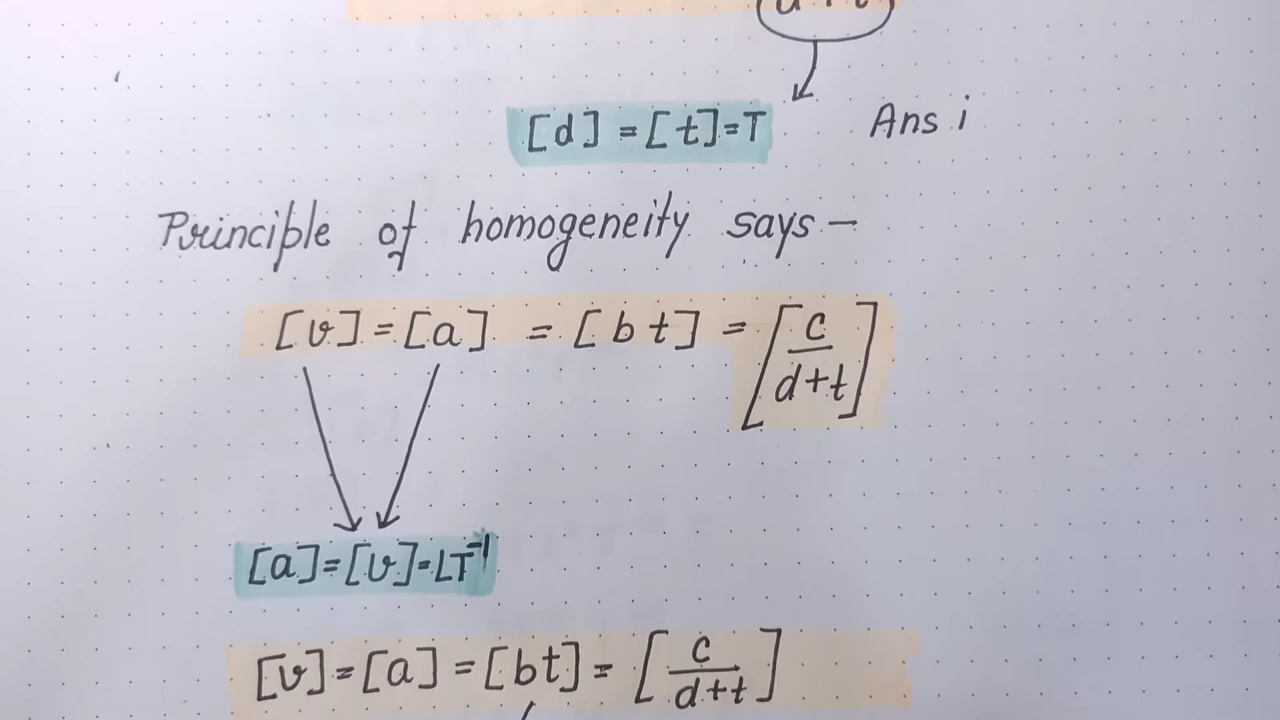 [d] = [t] = T Ans i
Principle of homogeneity says –
[v] = [a] = [bt] = [c/d+t]
[a] = [v] = LT⁻¹
[v] = [a] = [bt] = [c/d+t]